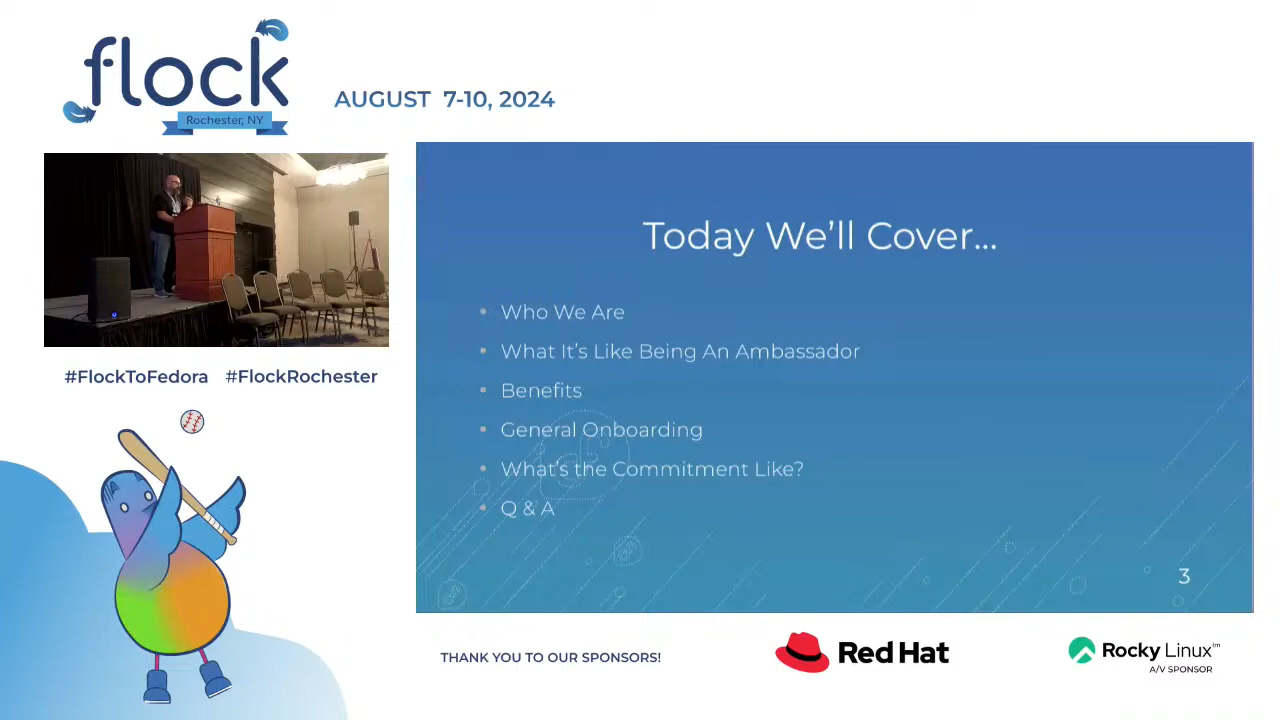 flock
Rochester, NY
AUGUST 7-10, 2024
Today We'll Cover...
• Who We Are
• What It's Like Being An Ambassador
• Benefits
• General Onboarding
• What's the Commitment Like?
• Q & A
3
#FlockToFedora #FlockRochester
THANK YOU TO OUR SPONSORS!
Red Hat
Rocky Linux™
A/V SPONSOR